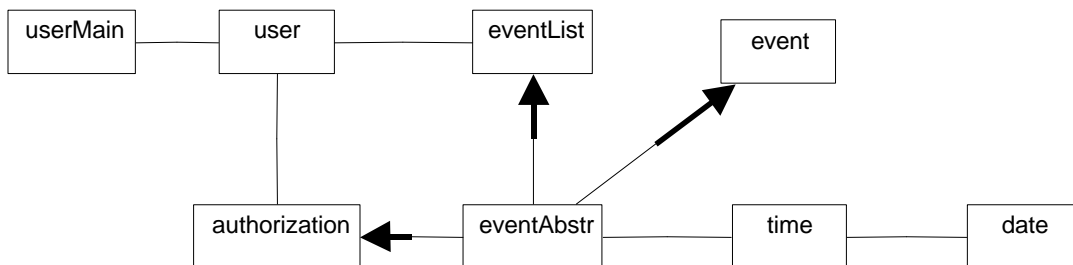 userMain
user
eventList
event
authorization
eventAbstr
time
date